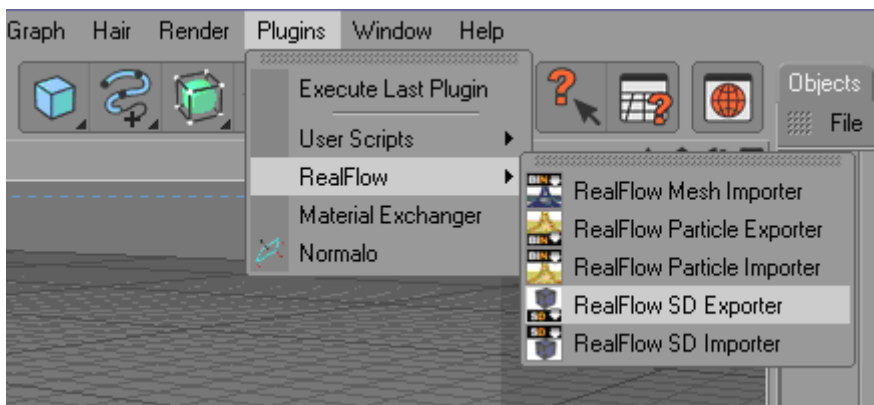 Graph Hair Render Plugins Window Help
Execute Last Plugin
User Scripts
RealFlow
Material Exchanger
Normalo
Objects
File
RealFlow Mesh Importer
RealFlow Particle Exporter
RealFlow Particle Importer
RealFlow SD Exporter
RealFlow SD Importer